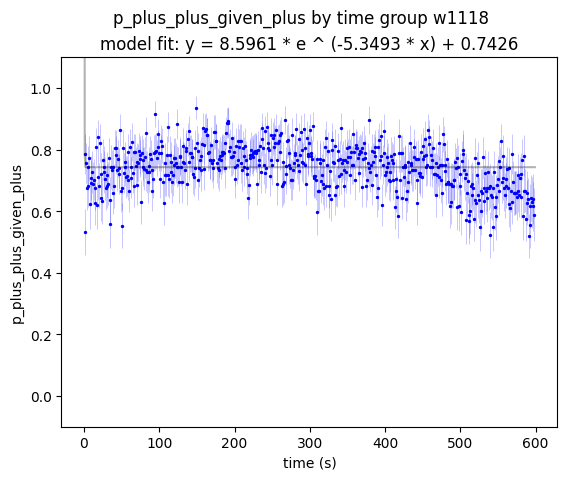 p_plus_plus_given_plus by time group w1118
model fit: y = 8.5961 * e ^ (-5.3493 * x) + 0.7426
1.0
0.8
0.6
0.4
0.2
0.0
p_plus_plus_given_plus
0 100 200 300 400 500 600
time (s)